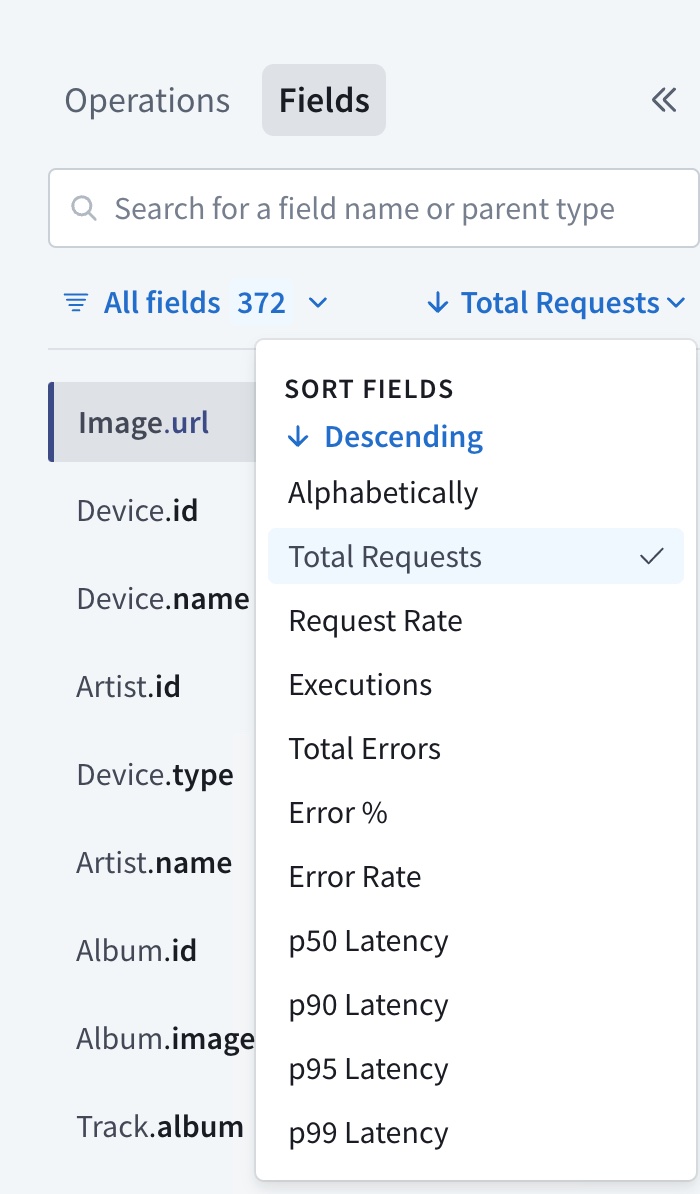 Operations Fields
Search for a field name or parent type
All fields 372 Total Requests
SORT FIELDS
Descending
Alphabetically
Total Requests
Request Rate
Executions
Total Errors
Error %
Error Rate
p50 Latency
p90 Latency
p95 Latency
p99 Latency
Image.url
Device.id
Device.name
Artist.id
Device.type
Artist.name
Album.id
Album.image
Track.album